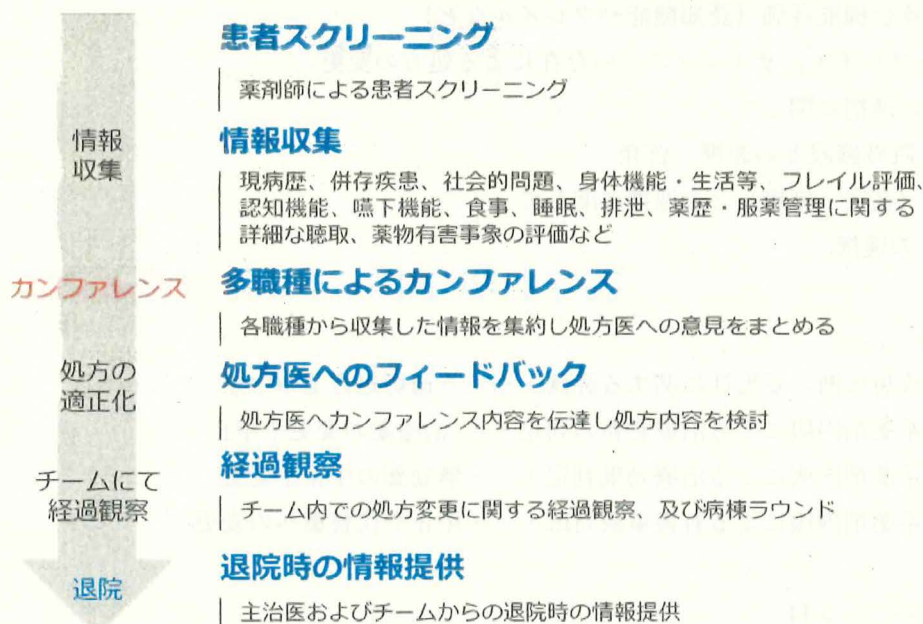 患者スクリーニング
薬剤師による患者スクリーニング
情報
収集
情報収集
現病歴、併存疾患、社会的問題、身体機能・生活等、フレイル評価、
認知機能、嚥下機能、食事、睡眠、排泄、薬歴・服薬管理に関する
詳細な聴取、薬物有害事象の評価など
カンファレンス
多職種によるカンファレンス
各職種から収集した情報を集約し処方医への意見をまとめる
処方の
適正化
処方医へのフィードバック
処方医へカンファレンス内容を伝達し処方内容を検討
チームにて
経過観察
経過観察
チーム内での処方変更に関する経過観察、及び病棟ラウンド
退院
退院時の情報提供
主治医およびチームからの退院時の情報提供